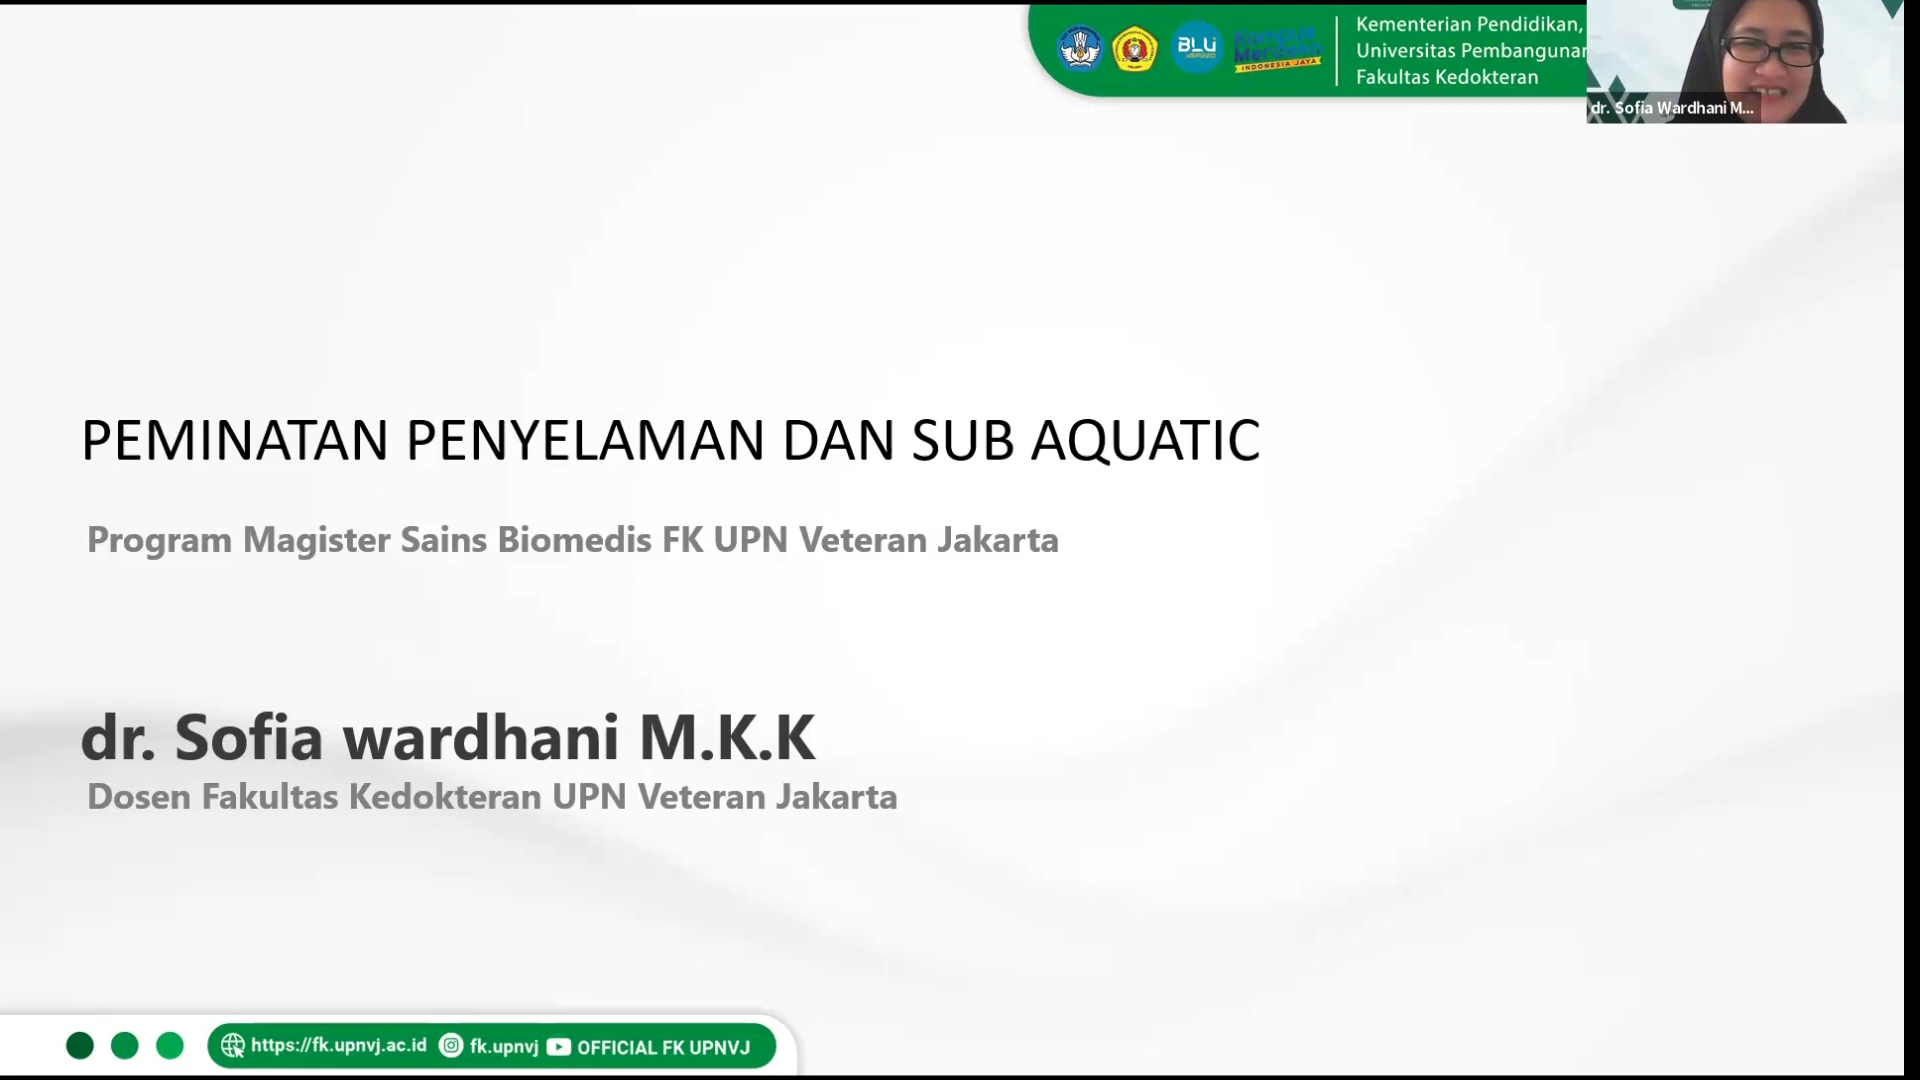 Kementerian Pendidikan,
Universitas Pembangunan
Fakultas Kedokteran
BLU
Kampus
Merdeka
INDONESIA JAYA
dr. Sofia Wardhani M...
PEMINATAN PENYELAMAN DAN SUB AQUATIC
Program Magister Sains Biomedis FK UPN Veteran Jakarta
dr. Sofia wardhani M.K.K
Dosen Fakultas Kedokteran UPN Veteran Jakarta
https://fk.upnvj.ac.id fk.upnvj OFFICIAL FK UPNVJ